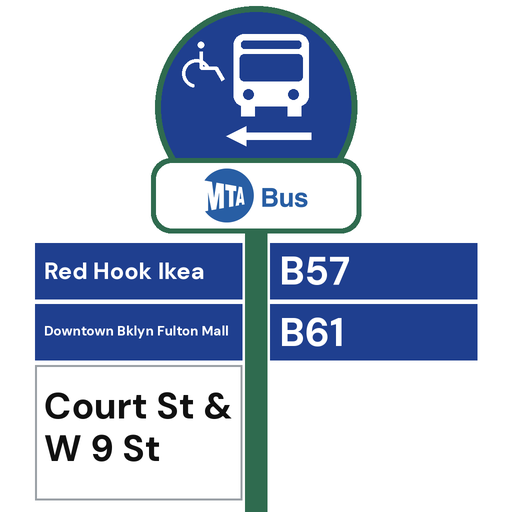 MTA Bus
Red Hook Ikea B57
Downtown Bklyn Fulton Mall B61
Court St &
W 9 St